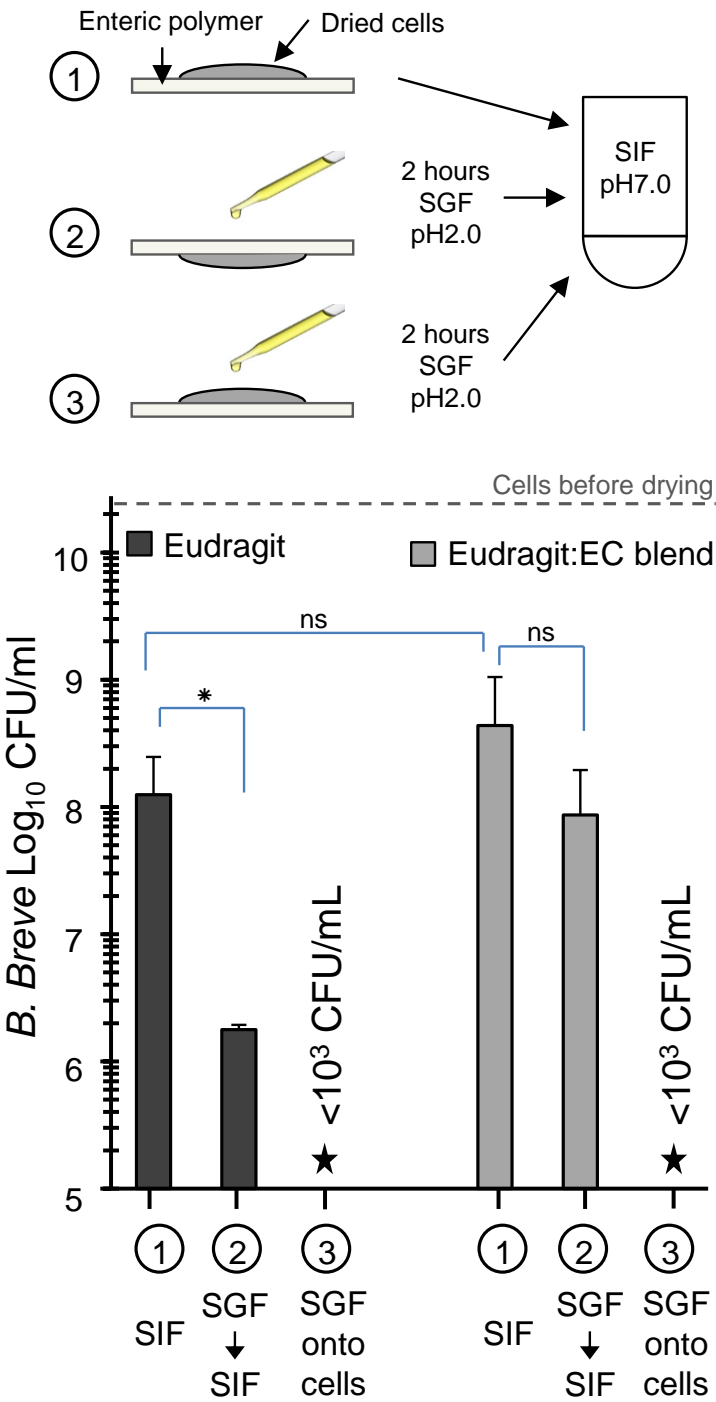 Enteric polymer
Dried cells
1
SIF
pH7.0
2 hours
SGF
pH2.0
2
2 hours
SGF
pH2.0
3
Cells before drying
Eudragit
Eudragit:EC blend
B. Breve Log₁₀ CFU/ml
10
9
8
7
6
5
ns
ns
*
★ <10³ CFU/mL
★ <10³ CFU/mL
1
2
3
1
2
3
SIF
SGF
↓
SIF
SGF
onto
cells
SIF
SGF
↓
SIF
SGF
onto
cells